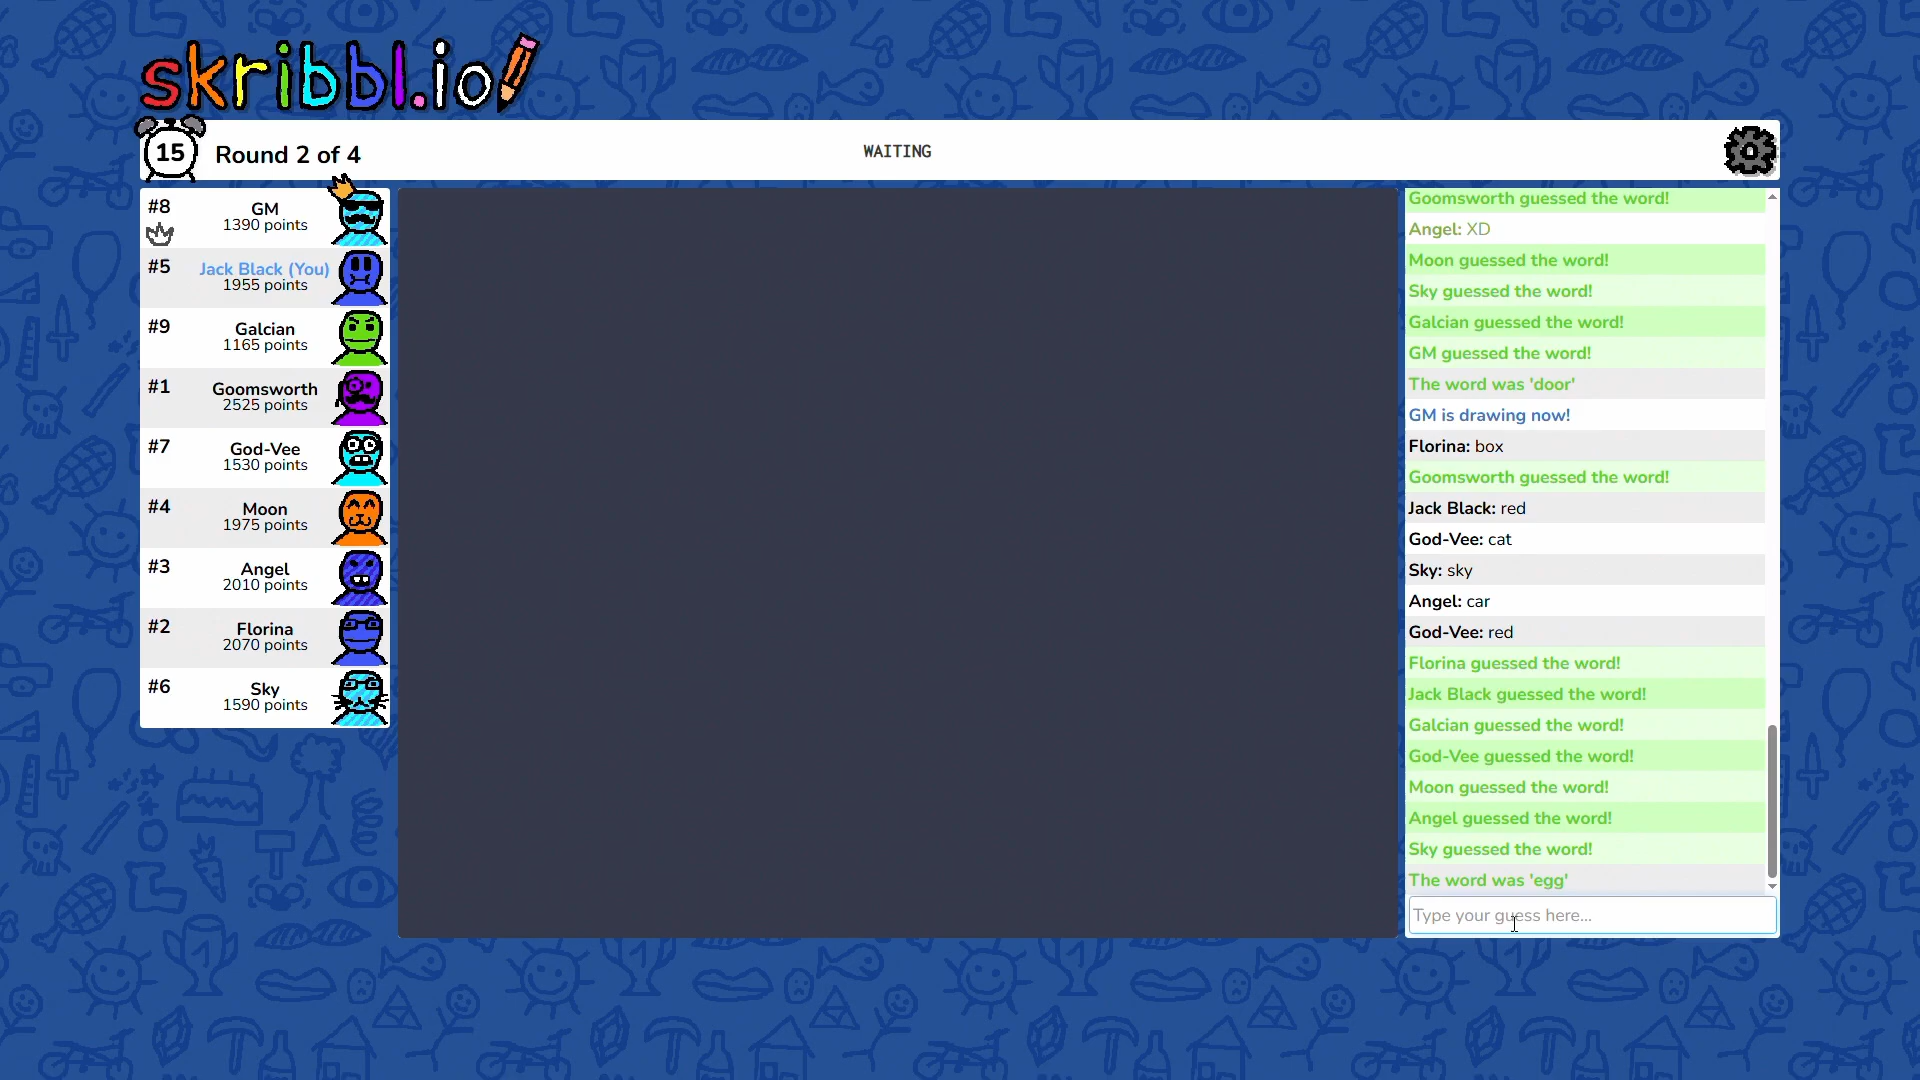 skribbl.io
15
Round 2 of 4
WAITING
#8
GM
1390 points
#5
Jack Black (You)
1955 points
#9
Galcian
1165 points
#1
Goomsworth
2525 points
#7
God-Vee
1530 points
#4
Moon
1975 points
#3
Angel
2010 points
#2
Florina
2070 points
#6
Sky
1590 points
Goomsworth guessed the word!
Angel: XD
Moon guessed the word!
Sky guessed the word!
Galcian guessed the word!
GM guessed the word!
The word was 'door'
GM is drawing now!
Florina: box
Goomsworth guessed the word!
Jack Black: red
God-Vee: cat
Sky: sky
Angel: car
God-Vee: red
Florina guessed the word!
Jack Black guessed the word!
Galcian guessed the word!
God-Vee guessed the word!
Moon guessed the word!
Angel guessed the word!
Sky guessed the word!
The word was 'egg'
Type your guess here...